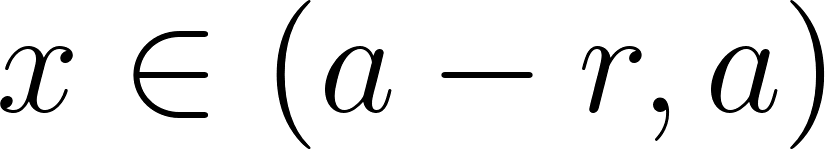 x ∈ (a − r, a)